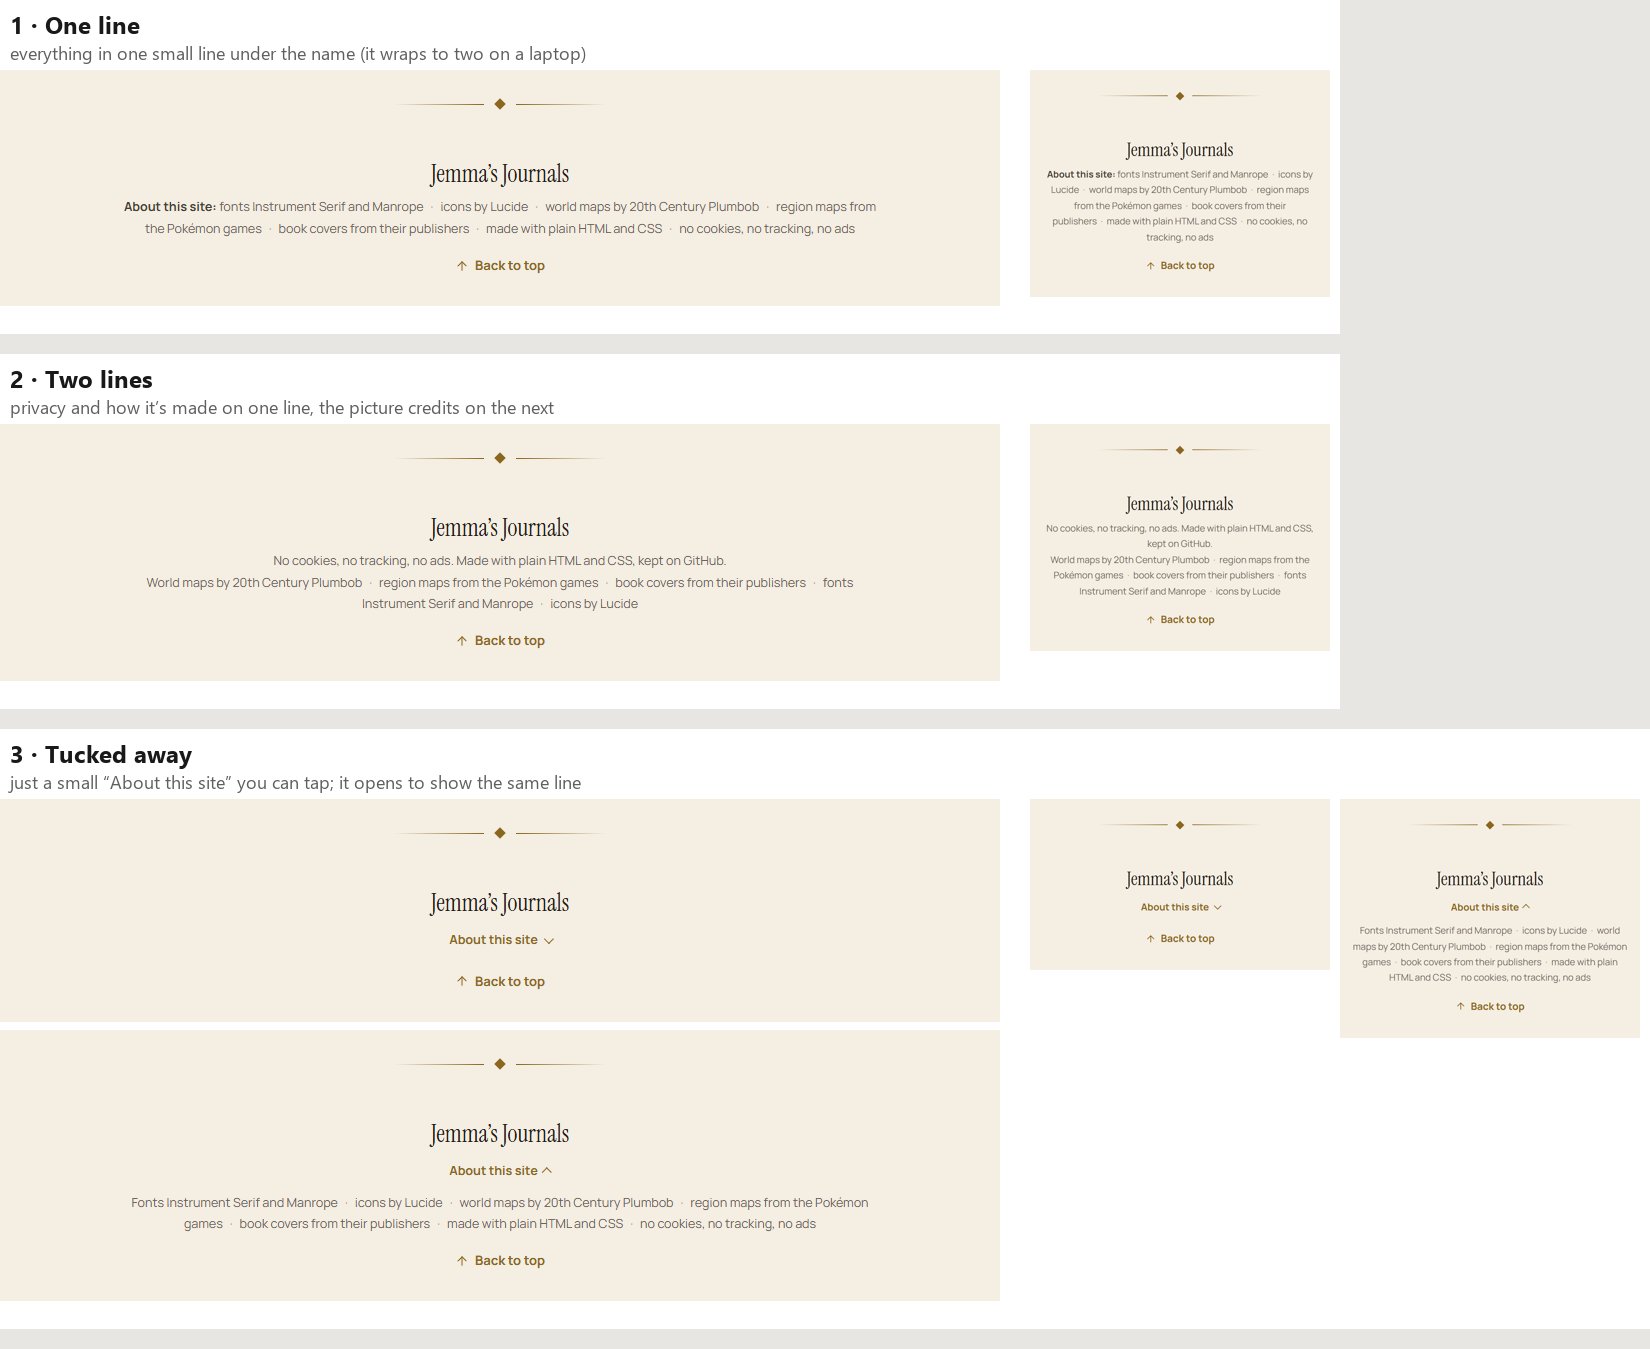 1 · One line
everything in one small line under the name (it wraps to two on a laptop)
Jemma’s Journals
About this site: fonts Instrument Serif and Manrope · icons by Lucide · world maps by 20th Century Plumbob · region maps from
the Pokémon games · book covers from their publishers · made with plain HTML and CSS · no cookies, no tracking, no ads
↑ Back to top
Jemma’s Journals
About this site: fonts Instrument Serif and Manrope · icons by
Lucide · world maps by 20th Century Plumbob · region maps
from the Pokémon games · book covers from their
publishers · made with plain HTML and CSS · no cookies, no
tracking, no ads
↑ Back to top
2 · Two lines
privacy and how it’s made on one line, the picture credits on the next
Jemma’s Journals
No cookies, no tracking, no ads. Made with plain HTML and CSS, kept on GitHub.
World maps by 20th Century Plumbob · region maps from the Pokémon games · book covers from their publishers · fonts
Instrument Serif and Manrope · icons by Lucide
↑ Back to top
Jemma’s Journals
No cookies, no tracking, no ads. Made with plain HTML and CSS,
kept on GitHub.
World maps by 20th Century Plumbob · region maps from the
Pokémon games · book covers from their publishers · fonts
Instrument Serif and Manrope · icons by Lucide
↑ Back to top
3 · Tucked away
just a small “About this site” you can tap; it opens to show the same line
Jemma’s Journals
About this site
↑ Back to top
Jemma’s Journals
About this site
↑ Back to top
Jemma’s Journals
About this site
Fonts Instrument Serif and Manrope · icons by Lucide · world
maps by 20th Century Plumbob · region maps from the Pokémon
games · book covers from their publishers · made with plain
HTML and CSS · no cookies, no tracking, no ads
↑ Back to top
Jemma’s Journals
About this site
Fonts Instrument Serif and Manrope · icons by Lucide · world maps by 20th Century Plumbob · region maps from the Pokémon
games · book covers from their publishers · made with plain HTML and CSS · no cookies, no tracking, no ads
↑ Back to top